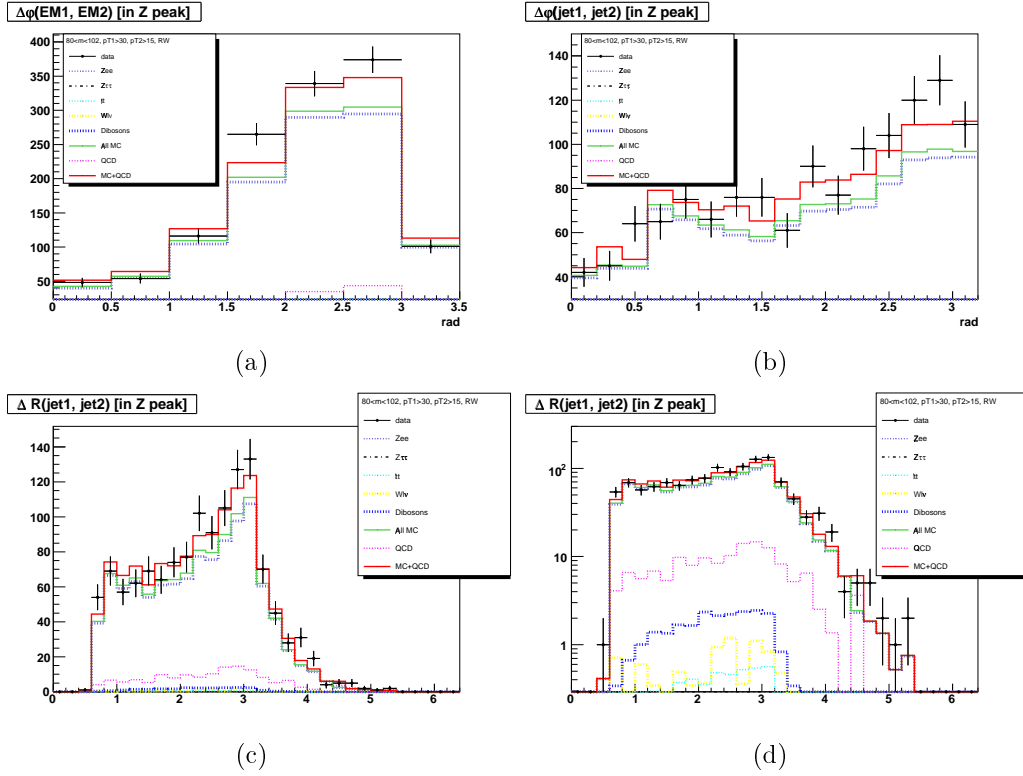 Δφ(EM1, EM2) [in Z peak]
80<m<102, pT1>30, pT2>15, RW
data
Zee
Zττ
tt
Wlv
Dibosons
All MC
QCD
MC+QCD
400
350
300
250
200
150
100
50
0 0.5 1 1.5 2 2.5 3 3.5
rad
(a)
Δφ(jet1, jet2) [in Z peak]
80<m<102, pT1>30, pT2>15, RW
data
Zee
Zττ
tt
Wlv
Dibosons
All MC
QCD
MC+QCD
140
120
100
80
60
40
0 0.5 1 1.5 2 2.5 3
rad
(b)
Δ R(jet1, jet2) [in Z peak]
80<m<102, pT1>30, pT2>15, RW
data
Zee
Zττ
tt
Wlv
Dibosons
All MC
QCD
MC+QCD
140
120
100
80
60
40
20
0
0 1 2 3 4 5 6
(c)
Δ R(jet1, jet2) [in Z peak]
80<m<102, pT1>30, pT2>15, RW
data
Zee
Zττ
tt
Wlv
Dibosons
All MC
QCD
MC+QCD
10²
10
1
0 1 2 3 4 5 6
(d)